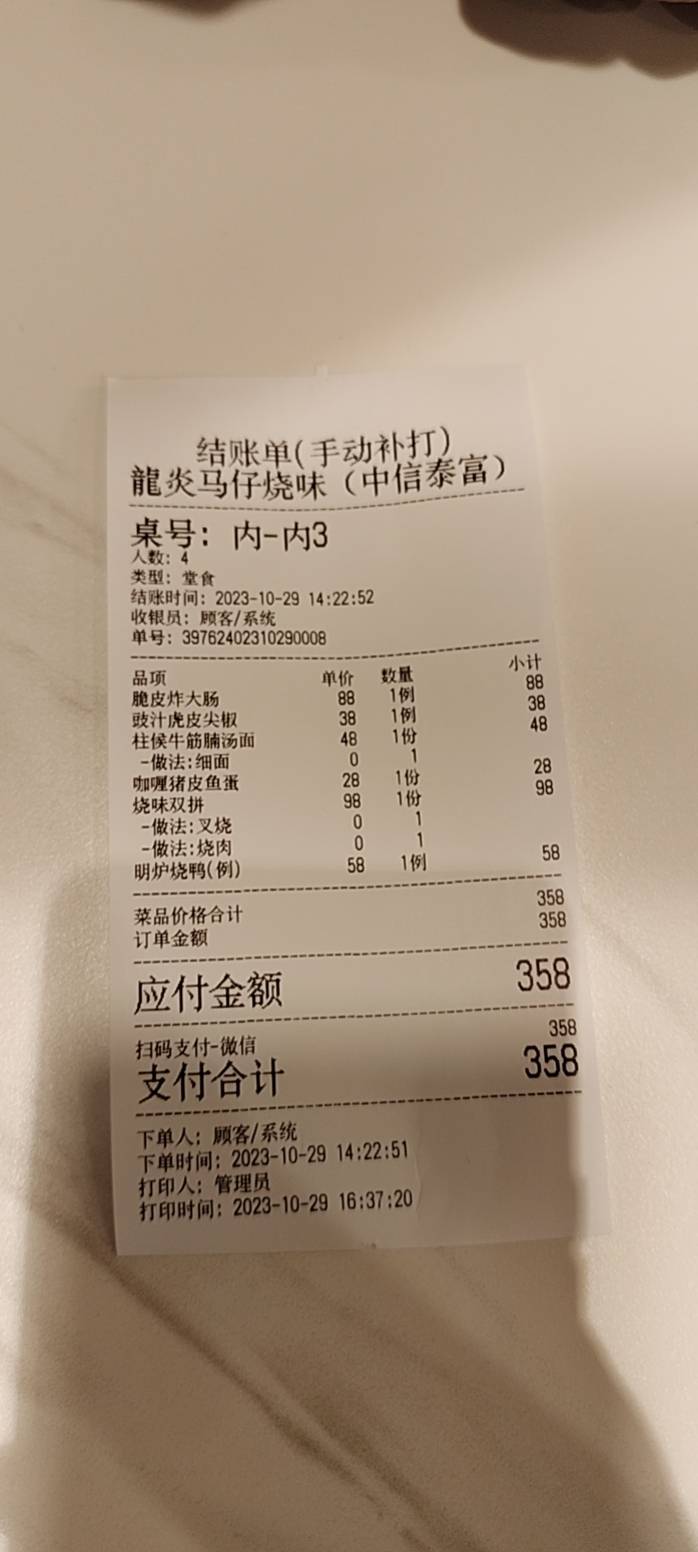 结账单(手动补打)
龍炎马仔烧味（中信泰富）
桌号: 内-内3
人数: 4
类型: 堂食
结账时间: 2023-10-29 14:22:52
收银员: 顾客/系统
单号: 39762402310290008
品项 单价 数量 小计
脆皮炸大肠 88 1例 88
豉汁虎皮尖椒 38 1例 38
柱候牛筋腩汤面 48 1份 48
-做法:细面 0 1
咖喱猪皮鱼蛋 28 1份 28
烧味双拼 98 1份 98
-做法:叉烧 0 1
-做法:烧肉 0 1
明炉烧鸭(例) 58 1例 58
菜品价格合计 358
订单金额 358
应付金额 358
扫码支付-微信 358
支付合计 358
下单人: 顾客/系统
下单时间: 2023-10-29 14:22:51
打印人: 管理员
打印时间: 2023-10-29 16:37:20